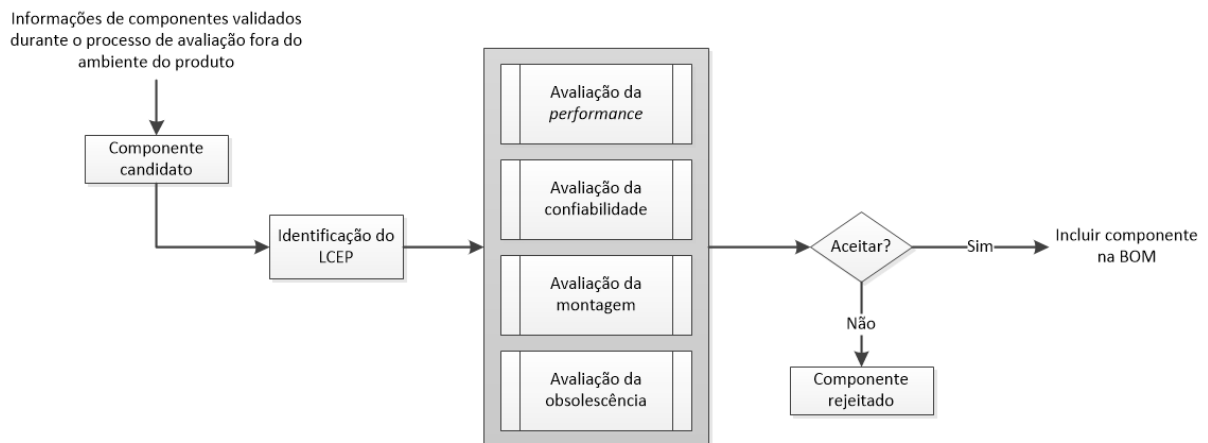 Informações de componentes validados
durante o processo de avaliação fora do
ambiente do produto
Componente
candidato
Identificação do
LCEP
Avaliação da
performance
Avaliação da
confiabilidade
Avaliação da
montagem
Avaliação da
obsolescência
Aceitar?
Sim
Incluir componente
na BOM
Não
Componente
rejeitado